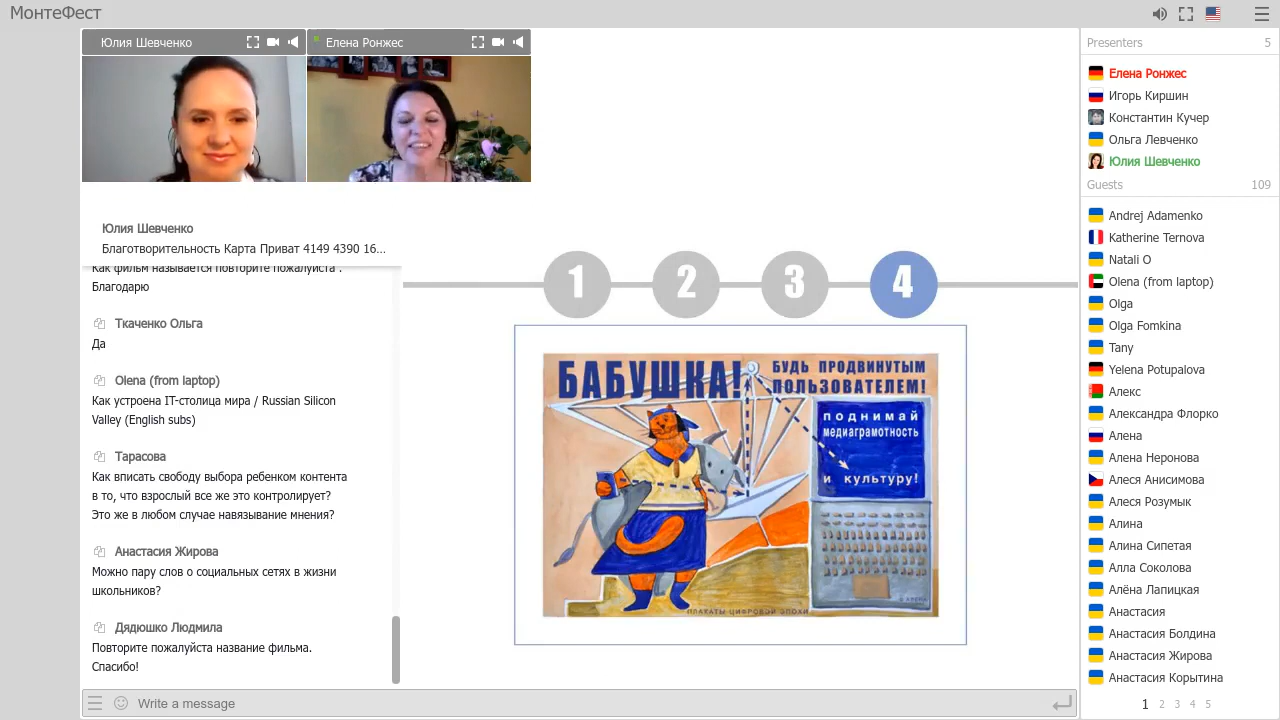 МонтеФест
Юлия Шевченко
Елена Ронжес
Юлия Шевченко
Благотворительность Карта Приват 4149 4390 16...
Как фильм называется повторите пожалуйста .
Благодарю
Ткаченко Ольга
Да
Olena (from laptop)
Как устроена IT-столица мира / Russian Silicon
Valley (English subs)
Тарасова
Как вписать свободу выбора ребенком контента
в то, что взрослый все же это контролирует?
Это же в любом случае навязывание мнения?
Анастасия Жирова
Можно пару слов о социальных сетях в жизни
школьников?
Дядюшко Людмила
Повторите пожалуйста название фильма.
Спасибо!
Write a message
1 2 3 4
БАБУШКА!
БУДЬ ПРОДВИНУТЫМ
ПОЛЬЗОВАТЕЛЕМ!
поднимай
медиаграмотность
и культуру!
ПЛАКАТЫ ЦИФРОВОЙ ЭПОХИ
Presenters 5
Елена Ронжес
Игорь Киршин
Константин Кучер
Ольга Левченко
Юлия Шевченко
Guests 109
Andrej Adamenko
Katherine Ternova
Natali O
Olena (from laptop)
Olga
Olga Fomkina
Tany
Yelena Potupalova
Алекс
Александра Флорко
Алена
Алена Неронова
Алеся Анисимова
Алеся Розумык
Алина
Алина Сипетая
Алла Соколова
Алёна Лапицкая
Анастасия
Анастасия Болдина
Анастасия Жирова
Анастасия Корытина
1 2 3 4 5